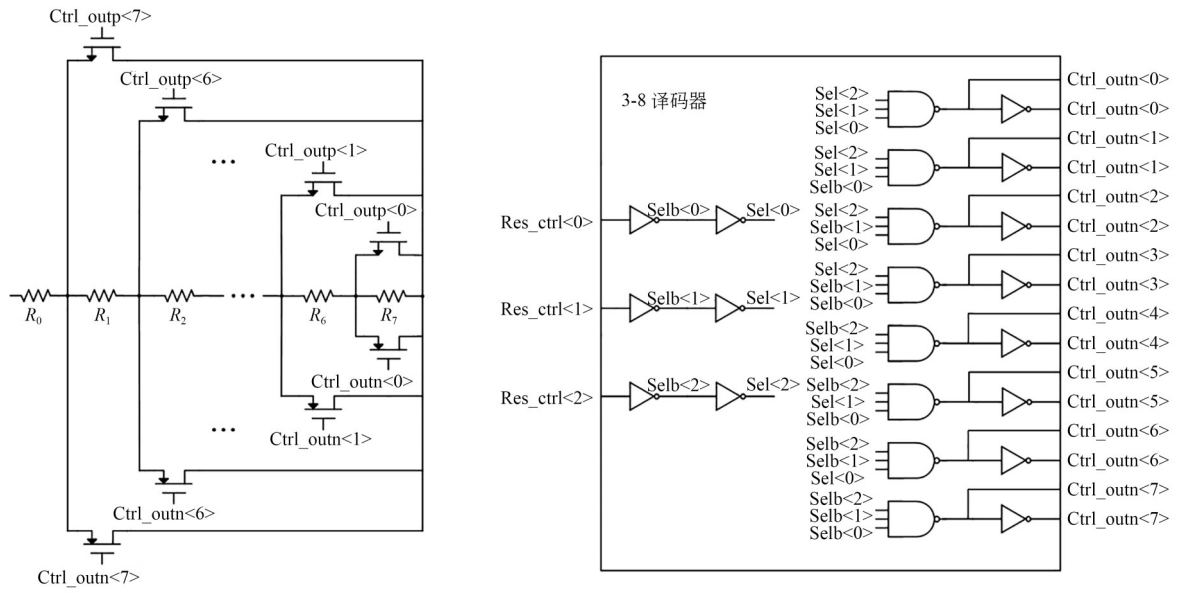 Ctrl_outp<7>
Ctrl_outp<6>
...
Ctrl_outp<1>
Ctrl_outp<0>
...
R0
R1
R2
R6
R7
Ctrl_outn<0>
...
Ctrl_outn<1>
Ctrl_outn<6>
Ctrl_outn<7>
3-8 译码器
Res_ctrl<0>
Selb<0>
Sel<0>
Res_ctrl<1>
Selb<1>
Sel<1>
Res_ctrl<2>
Selb<2>
Sel<2>
Sel<2>
Sel<1>
Sel<0>
Ctrl_outn<0>
Ctrl_outn<0>
Sel<2>
Sel<1>
Selb<0>
Ctrl_outn<1>
Ctrl_outn<1>
Sel<2>
Selb<1>
Sel<0>
Ctrl_outn<2>
Ctrl_outn<2>
Sel<2>
Selb<1>
Selb<0>
Ctrl_outn<3>
Ctrl_outn<3>
Selb<2>
Sel<1>
Sel<0>
Ctrl_outn<4>
Ctrl_outn<4>
Selb<2>
Sel<1>
Selb<0>
Ctrl_outn<5>
Ctrl_outn<5>
Selb<2>
Selb<1>
Sel<0>
Ctrl_outn<6>
Ctrl_outn<6>
Selb<2>
Selb<1>
Selb<0>
Ctrl_outn<7>
Ctrl_outn<7>